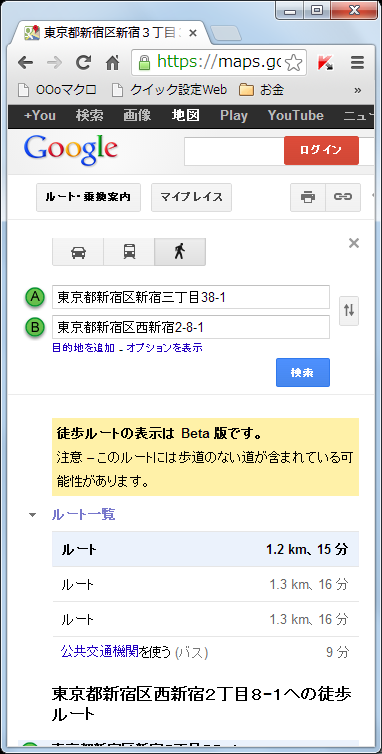 東京都新宿区新宿３丁目
https://maps.go
OOoマクロ クイック設定Web お金 »
+You 検索 画像 地図 Play YouTube ニュー
Google
ログイン
ルート・乗換案内 マイプレイス
A 東京都新宿区新宿三丁目38-1
B 東京都新宿区西新宿2-8-1
目的地を追加 - オプションを表示
検索
徒歩ルートの表示は Beta 版です。
注意 – このルートには歩道のない道が含まれている可
能性があります。
ルート一覧
ルート 1.2 km、15 分
ルート 1.3 km、16 分
ルート 1.3 km、16 分
公共交通機関を使う (バス) 9 分
東京都新宿区西新宿２丁目８−１への徒歩
ルート